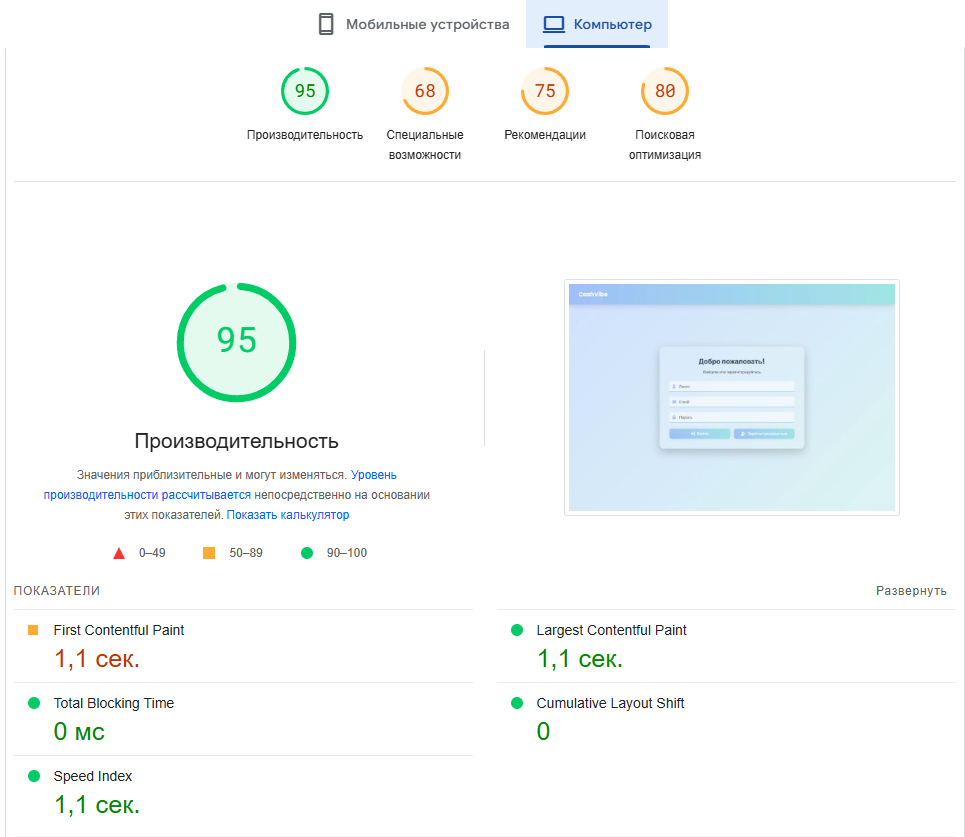 Мобильные устройства
Компьютер
95
68
75
80
Производительность
Специальные
возможности
Рекомендации
Поисковая
оптимизация
95
Производительность
Значения приблизительные и могут изменяться. Уровень
производительности рассчитывается непосредственно на основании
этих показателей. Показать калькулятор
0–49
50–89
90–100
Добро пожаловать!
Логин
Email
Пароль
Войти
ПОКАЗАТЕЛИ
Развернуть
First Contentful Paint
1,1 сек.
Largest Contentful Paint
1,1 сек.
Total Blocking Time
0 мс
Cumulative Layout Shift
0
Speed Index
1,1 сек.